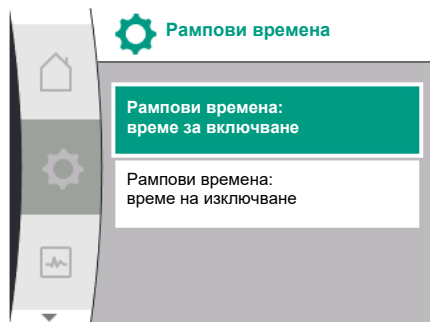 Рампови времена
Рампови времена:
време за включване
Рампови времена:
време на изключване